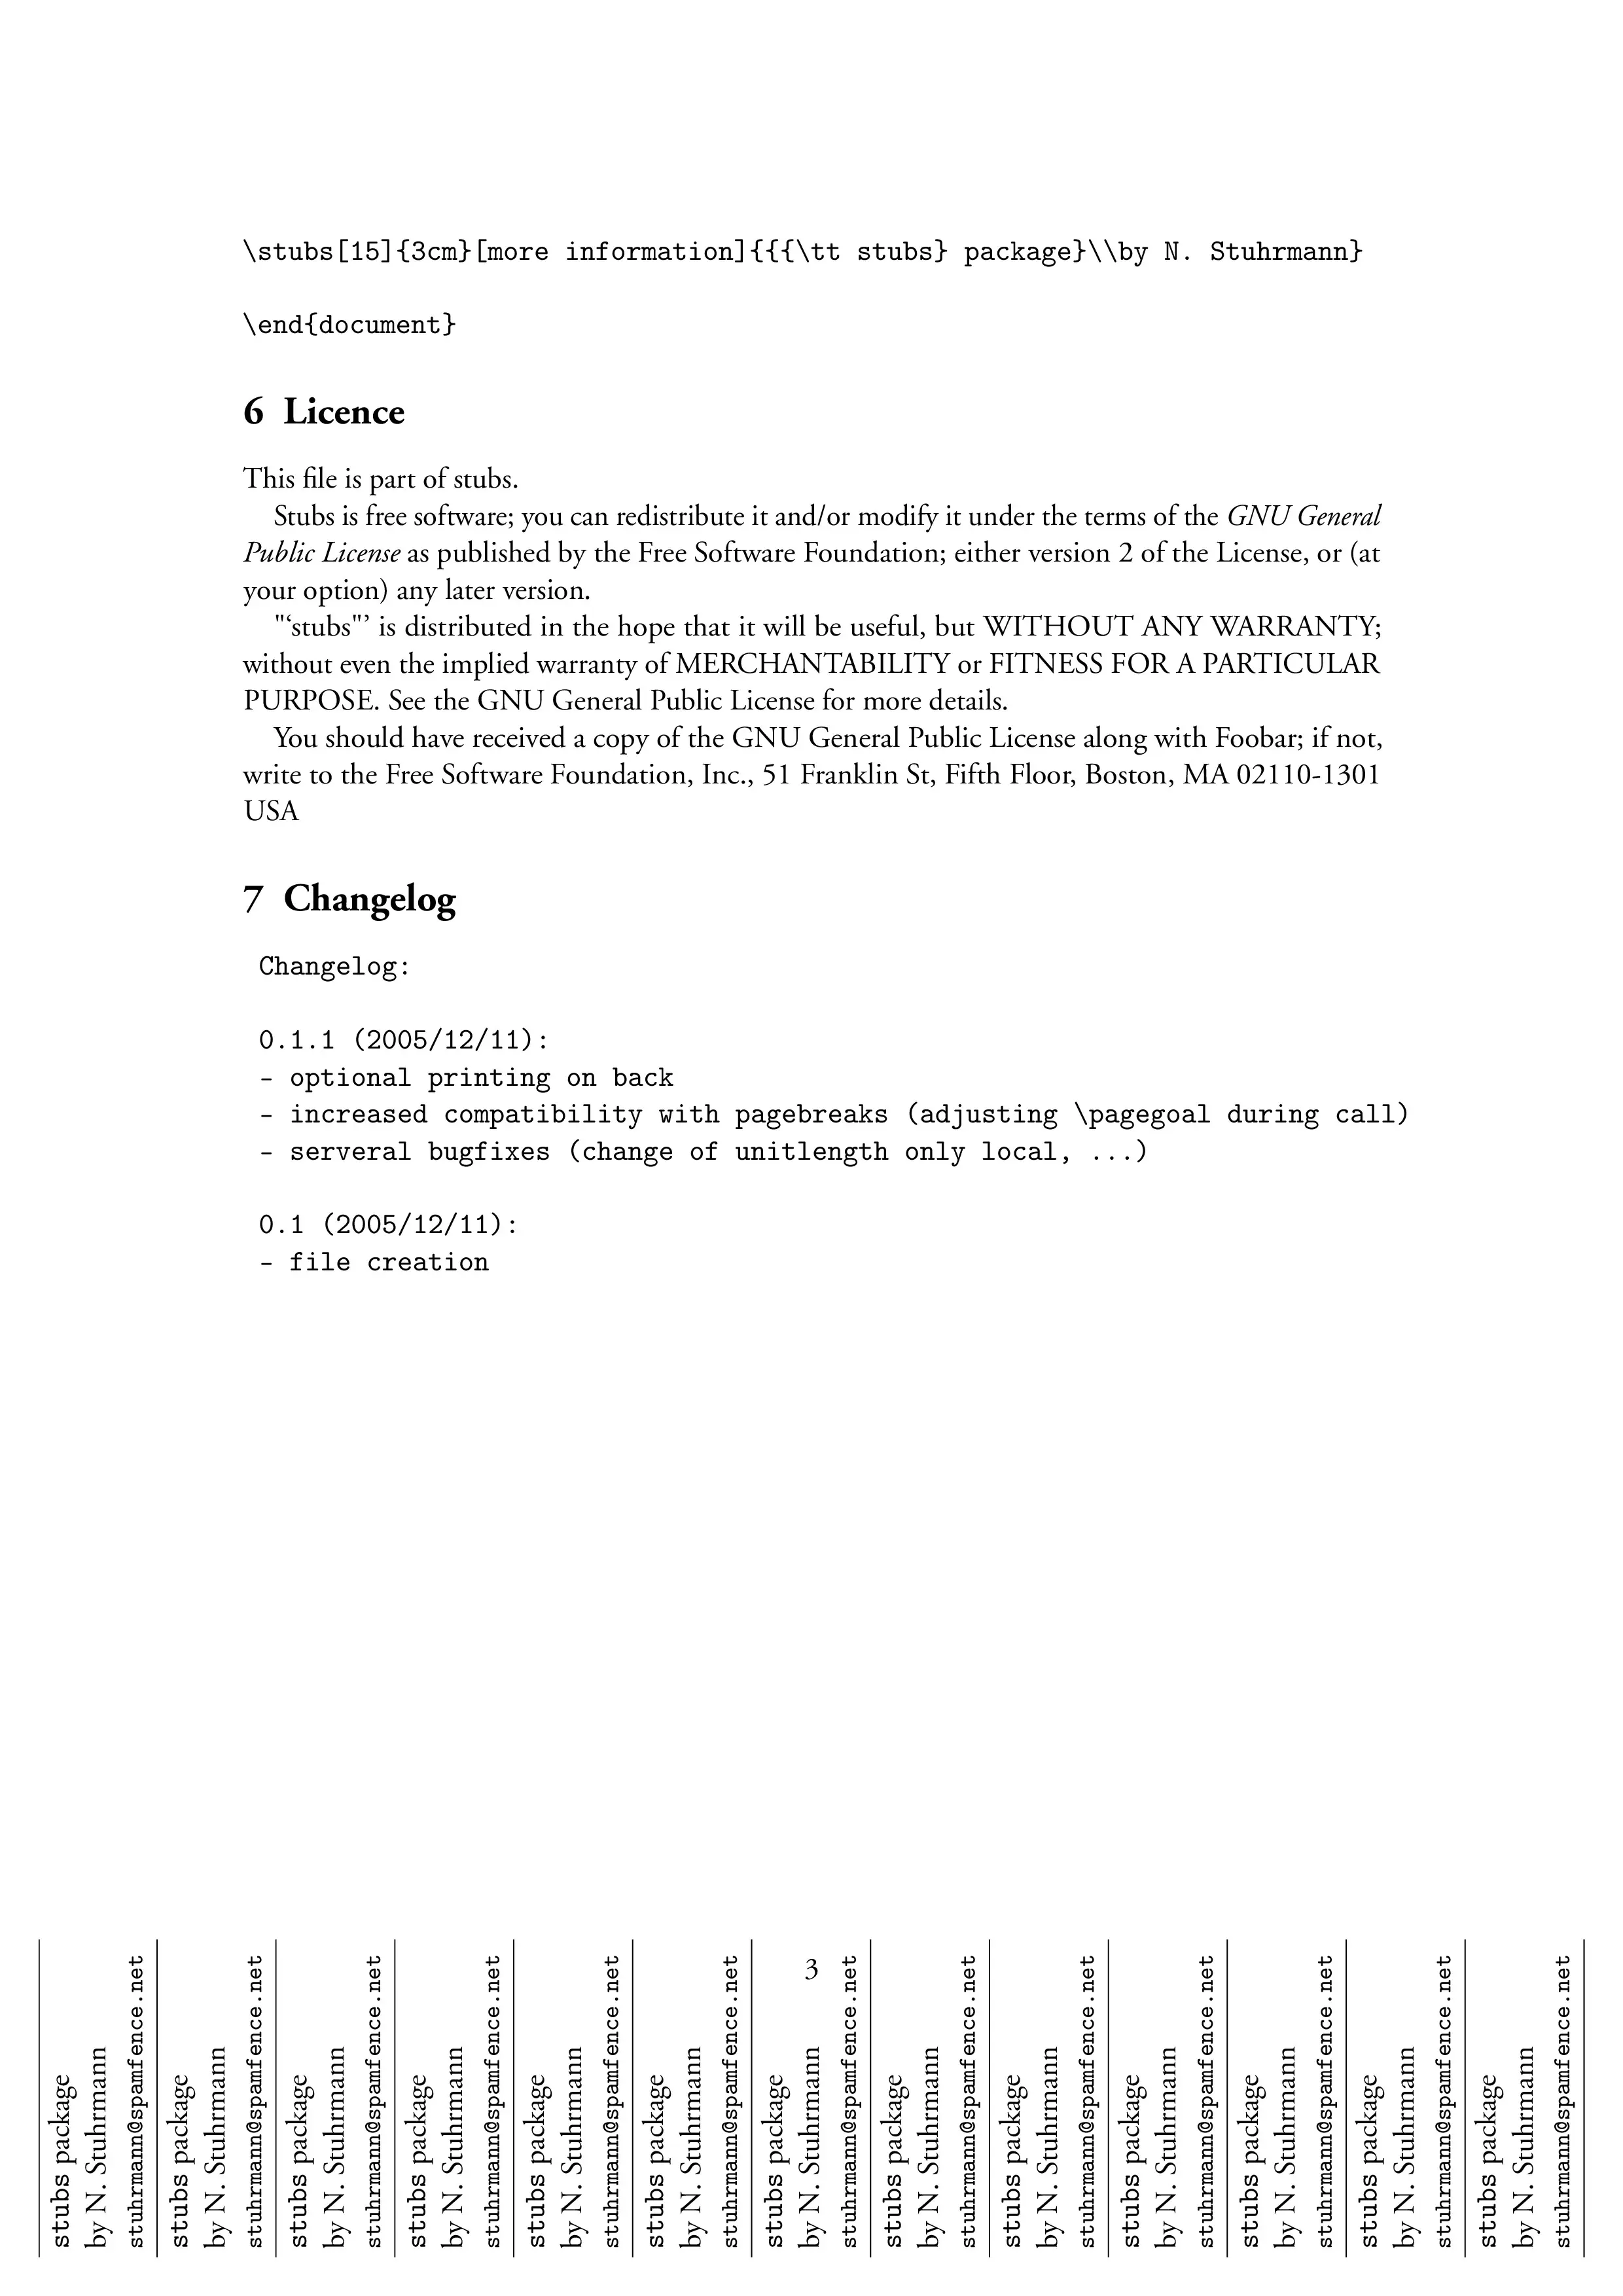 \stubs[15]{3cm}[more information]{{{\tt stubs} package}\\by N. Stuhrmann}
\end{document}
6 Licence
This file is part of stubs.
Stubs is free software; you can redistribute it and/or modify it under the terms of the GNU General
Public License as published by the Free Software Foundation; either version 2 of the License, or (at
your option) any later version.
"‘stubs"’ is distributed in the hope that it will be useful, but WITHOUT ANY WARRANTY;
without even the implied warranty of MERCHANTABILITY or FITNESS FOR A PARTICULAR
PURPOSE. See the GNU General Public License for more details.
You should have received a copy of the GNU General Public License along with Foobar; if not,
write to the Free Software Foundation, Inc., 51 Franklin St, Fifth Floor, Boston, MA 02110-1301
USA
7 Changelog
Changelog:
0.1.1 (2005/12/11):
- optional printing on back
- increased compatibility with pagebreaks (adjusting \pagegoal during call)
- serveral bugfixes (change of unitlength only local, ...)
0.1 (2005/12/11):
- file creation
3
stubs package
by N. Stuhrmann
stuhrmann@spamfence.net
stubs package
by N. Stuhrmann
stuhrmann@spamfence.net
stubs package
by N. Stuhrmann
stuhrmann@spamfence.net
stubs package
by N. Stuhrmann
stuhrmann@spamfence.net
stubs package
by N. Stuhrmann
stuhrmann@spamfence.net
stubs package
by N. Stuhrmann
stuhrmann@spamfence.net
stubs package
by N. Stuhrmann
stuhrmann@spamfence.net
stubs package
by N. Stuhrmann
stuhrmann@spamfence.net
stubs package
by N. Stuhrmann
stuhrmann@spamfence.net
stubs package
by N. Stuhrmann
stuhrmann@spamfence.net
stubs package
by N. Stuhrmann
stuhrmann@spamfence.net
stubs package
by N. Stuhrmann
stuhrmann@spamfence.net
stubs package
by N. Stuhrmann
stuhrmann@spamfence.net